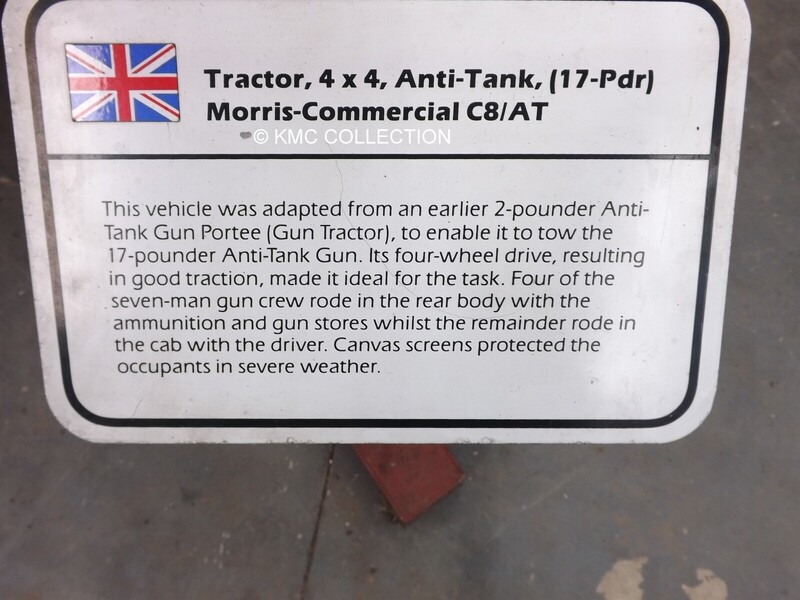 Tractor, 4 x 4, Anti-Tank, (17-Pdr)
Morris-Commercial C8/AT
© KMC COLLECTION
This vehicle was adapted from an earlier 2-pounder Anti-
Tank Gun Portee (Gun Tractor), to enable it to tow the
17-pounder Anti-Tank Gun. Its four-wheel drive, resulting
in good traction, made it ideal for the task. Four of the
seven-man gun crew rode in the rear body with the
ammunition and gun stores whilst the remainder rode in
the cab with the driver. Canvas screens protected the
occupants in severe weather.